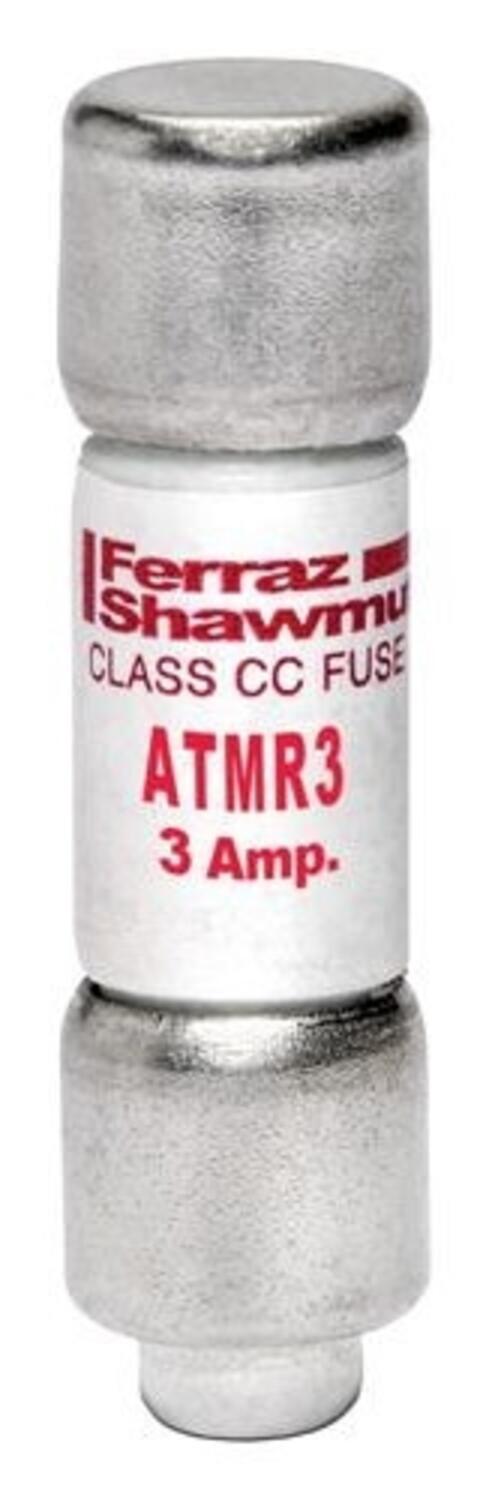 Ferraz
Shawmu
CLASS CC FUSE
ATMR3
3 Amp.